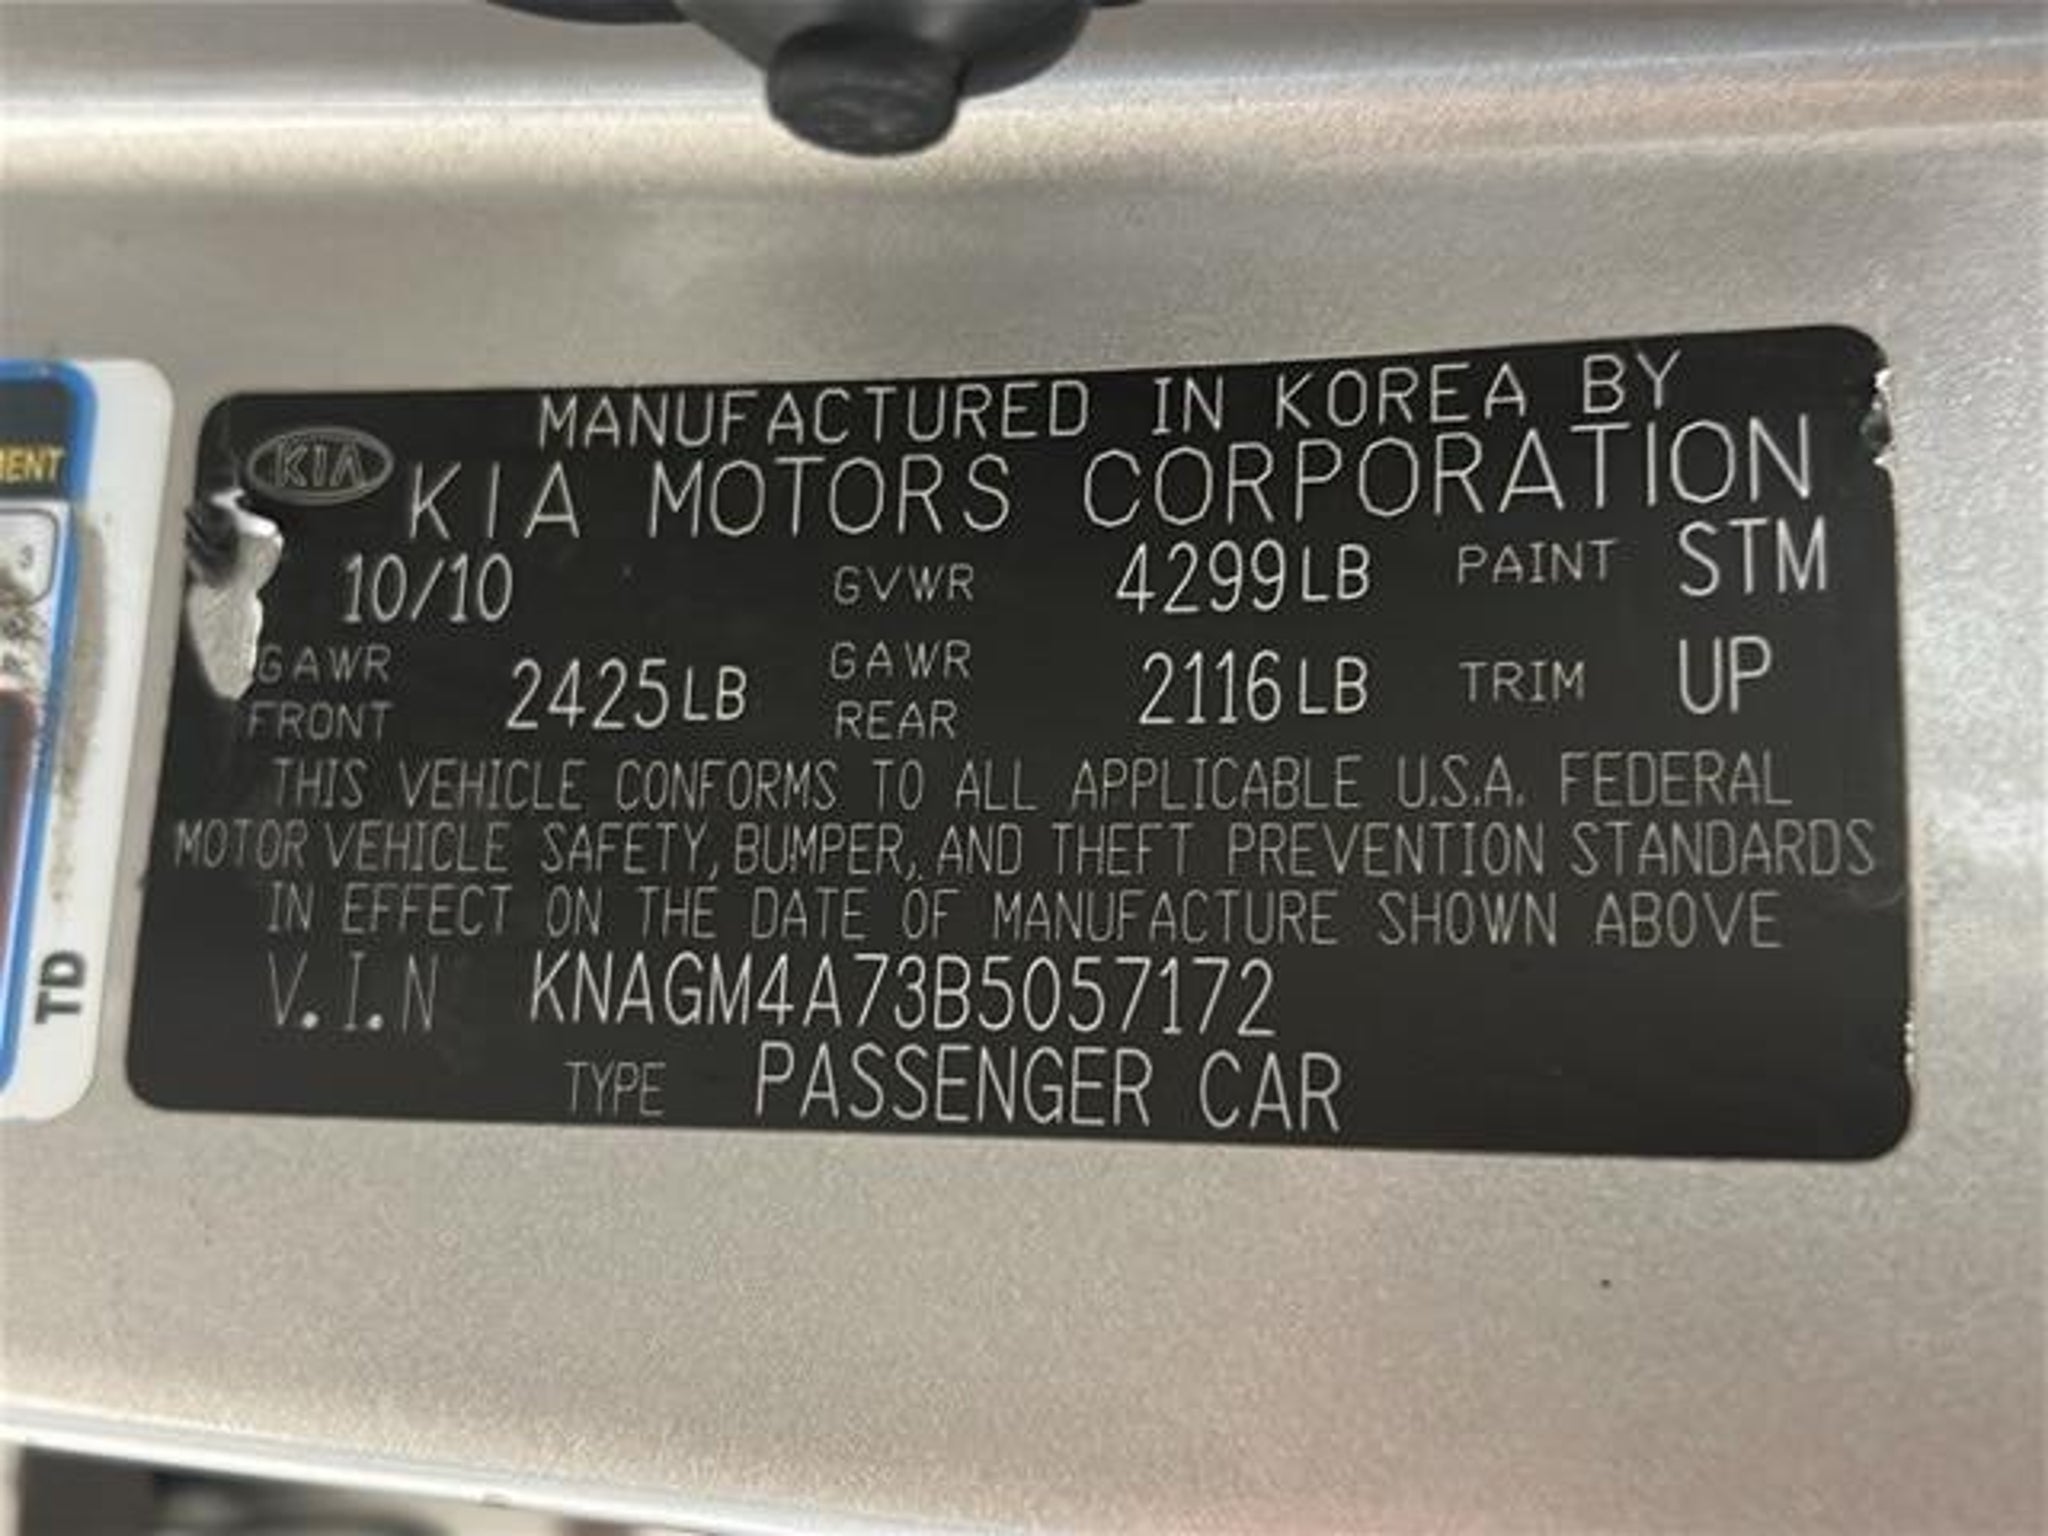 MANUFACTURED IN KOREA BY
KIA KIA MOTORS CORPORATION
10/10 GVWR 4299LB PAINT STM
GAWR FRONT 2425LB GAWR REAR 2116LB TRIM UP
THIS VEHICLE CONFORMS TO ALL APPLICABLE U.S.A. FEDERAL
MOTOR VEHICLE SAFETY, BUMPER, AND THEFT PREVENTION STANDARDS
IN EFFECT ON THE DATE OF MANUFACTURE SHOWN ABOVE
V.I.N KNAGM4A73B5057172
TYPE PASSENGER CAR
TD